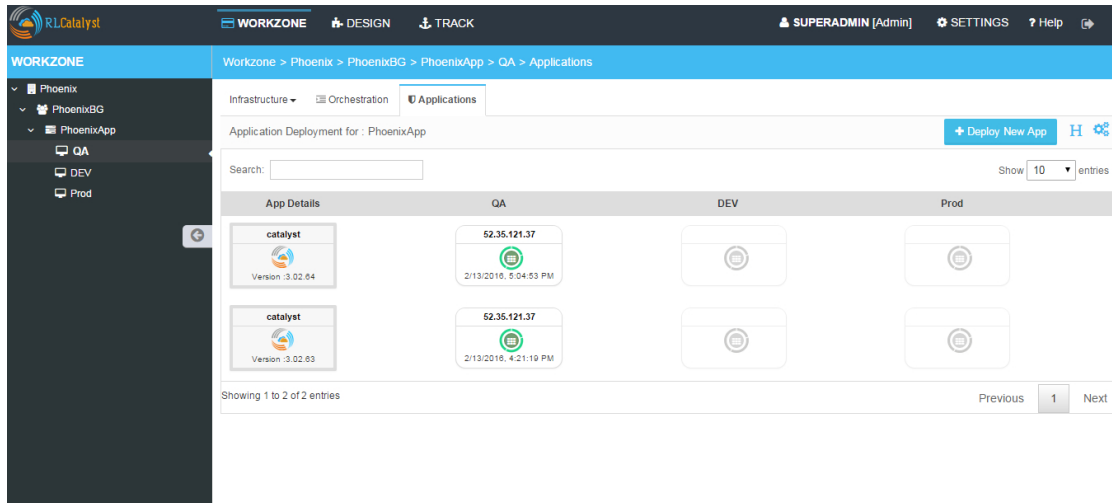 RLCatalyst
WORKZONE
DESIGN
TRACK
SUPERADMIN [Admin]
SETTINGS
? Help
WORKZONE
Workzone > Phoenix > PhoenixBG > PhoenixApp > QA > Applications
Phoenix
PhoenixBG
PhoenixApp
QA
DEV
Prod
Infrastructure
Orchestration
Applications
Application Deployment for : PhoenixApp
+ Deploy New App
H
Search:
Show 10 entries
App Details QA DEV Prod
catalyst
Version :3.02.64
52.35.121.37
2/13/2016, 5:04:53 PM
catalyst
Version :3.02.63
52.35.121.37
2/13/2016, 4:21:19 PM
Showing 1 to 2 of 2 entries
Previous 1 Next